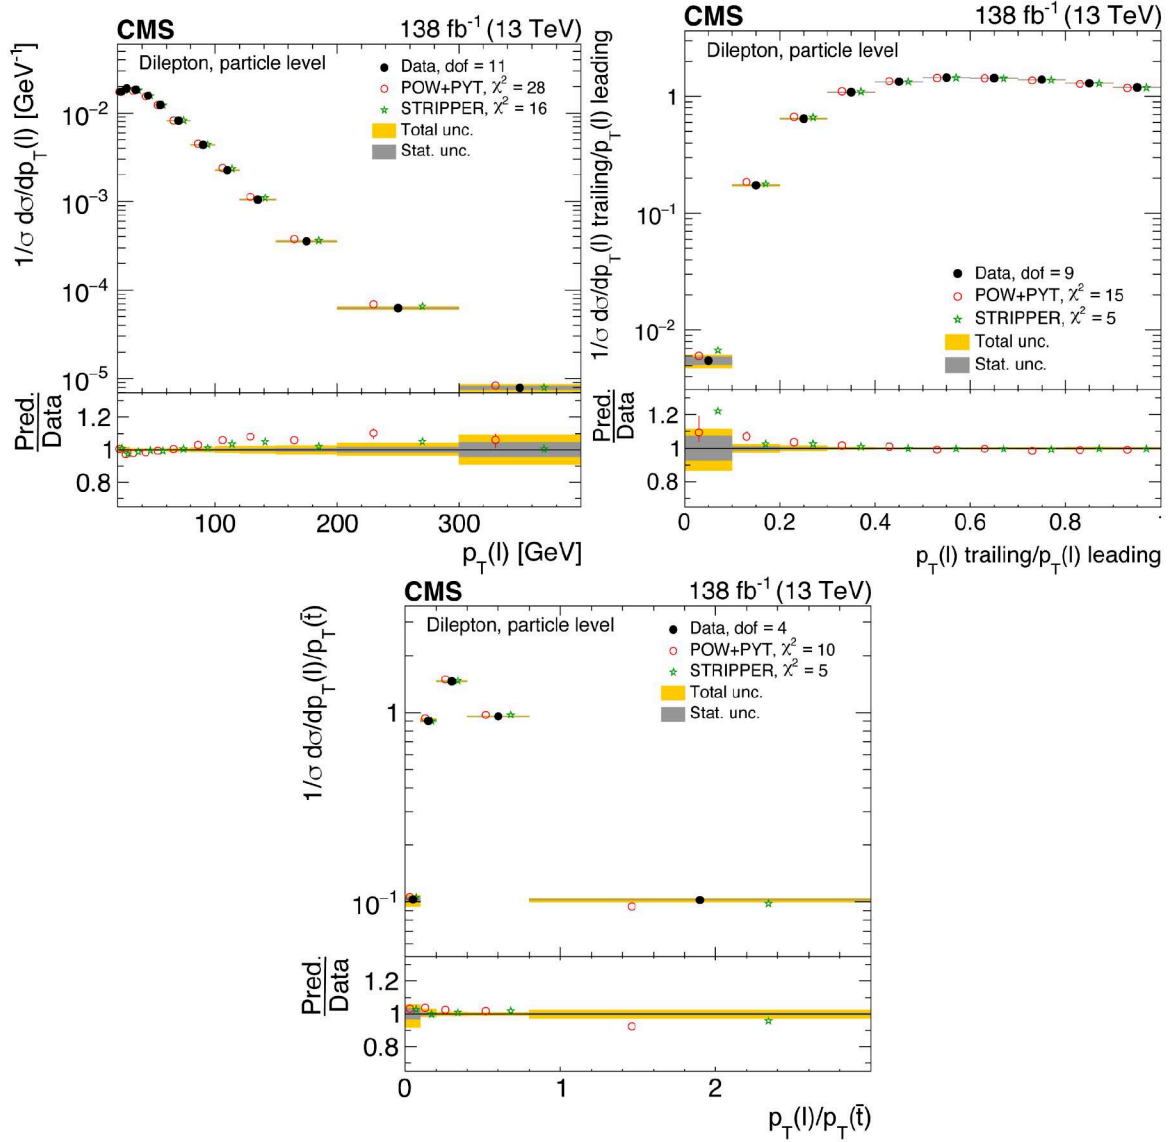 CMS 138 fb⁻¹ (13 TeV)
Dilepton, particle level
Data, dof = 11
POW+PYT, χ² = 28
STRIPPER, χ² = 16
Total unc.
Stat. unc.
1/σ dσ/dp_T(l) [GeV⁻¹]
10⁻²
10⁻³
10⁻⁴
10⁻⁵
Pred.
Data
1.2
1
0.8
100 200 300
p_T(l) [GeV]
CMS 138 fb⁻¹ (13 TeV)
Dilepton, particle level
1/σ dσ/dp_T(l) trailing/p_T(l) leading
1
10⁻¹
10⁻²
Data, dof = 9
POW+PYT, χ² = 15
STRIPPER, χ² = 5
Total unc.
Stat. unc.
Pred.
Data
1.2
1
0.8
0 0.2 0.4 0.6 0.8 1
p_T(l) trailing/p_T(l) leading
CMS 138 fb⁻¹ (13 TeV)
Dilepton, particle level
Data, dof = 4
POW+PYT, χ² = 10
STRIPPER, χ² = 5
Total unc.
Stat. unc.
1/σ dσ/dp_T(l)/p_T(t̄)
1
10⁻¹
Pred.
Data
1.2
1
0.8
0 1 2
p_T(l)/p_T(t̄)